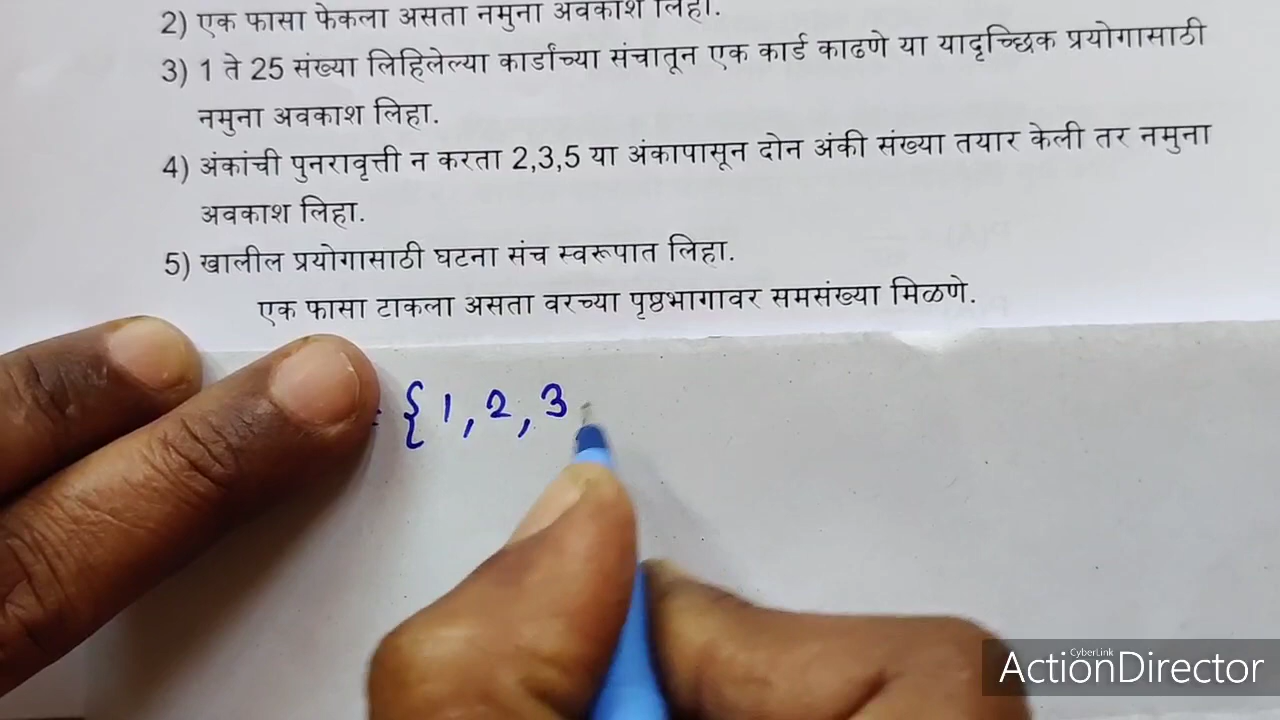 2) एक फासा फेकला असता नमुना अवकाश लिहा.
3) 1 ते 25 संख्या लिहिलेल्या कार्डांच्या संचातून एक कार्ड काढणे या यादृच्छिक प्रयोगासाठी
नमुना अवकाश लिहा.
4) अंकांची पुनरावृत्ती न करता 2,3,5 या अंकापासून दोन अंकी संख्या तयार केली तर नमुना
अवकाश लिहा.
5) खालील प्रयोगासाठी घटना संच स्वरूपात लिहा.
एक फासा टाकला असता वरच्या पृष्ठभागावर समसंख्या मिळणे.
= { 1, 2, 3
CyberLink
ActionDirector